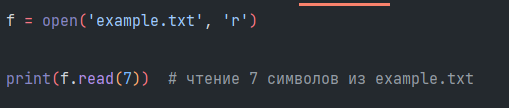 f = open('example.txt', 'r')
print(f.read(7))  # чтение 7 символов из example.txt